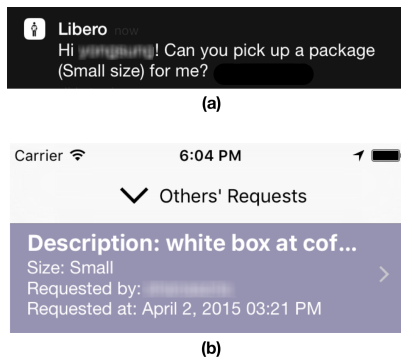 Libero now
Hi ! Can you pick up a package
(Small size) for me?
(a)
Carrier 6:04 PM
Others' Requests
Description: white box at cof...
Size: Small
Requested by:
Requested at: April 2, 2015 03:21 PM
(b)